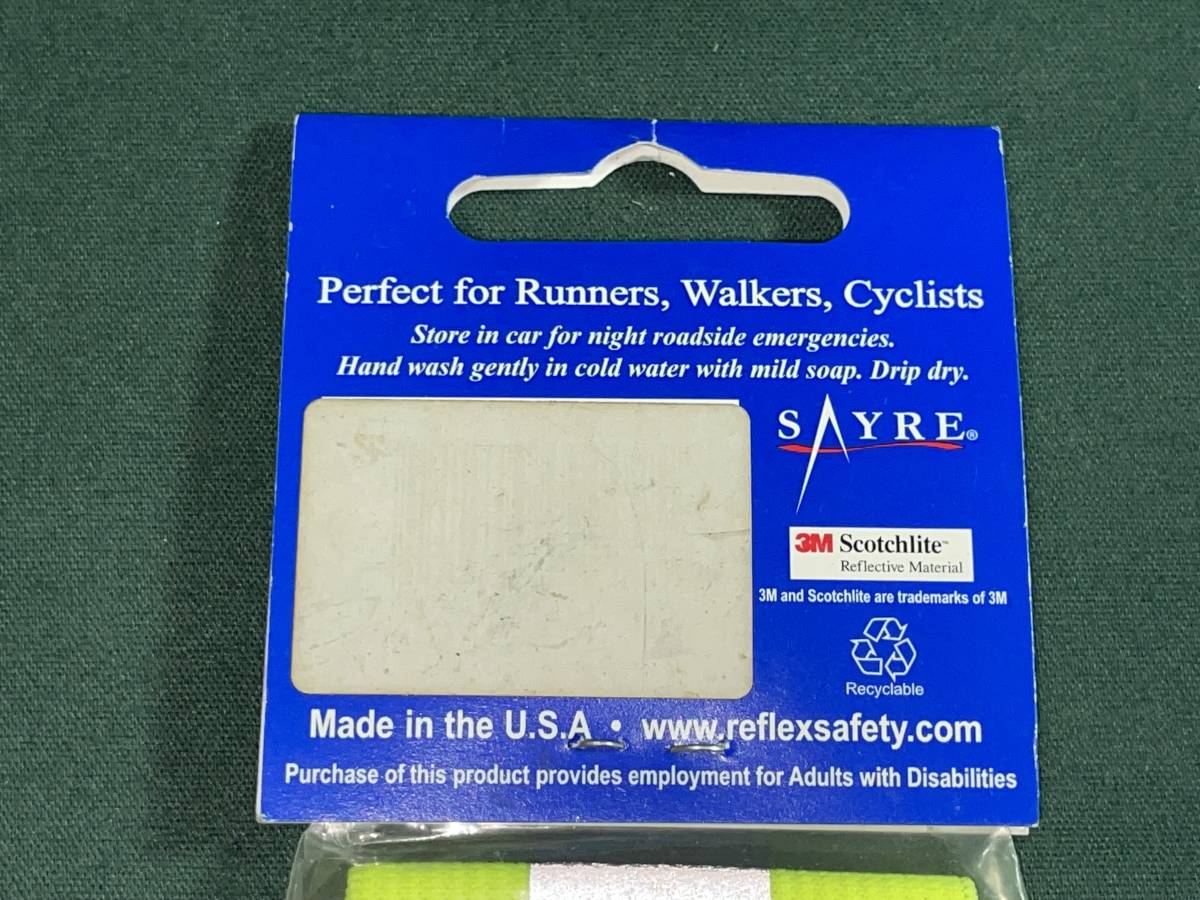 Perfect for Runners, Walkers, Cyclists
Store in car for night roadside emergencies.
Hand wash gently in cold water with mild soap. Drip dry.
SAYRE®
3M Scotchlite™
Reflective Material
3M and Scotchlite are trademarks of 3M
Recyclable
Made in the U.S.A • www.reflexsafety.com
Purchase of this product provides employment for Adults with Disabilities